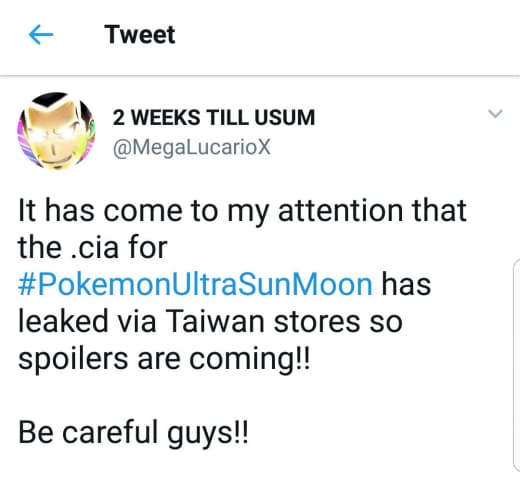 Tweet
2 WEEKS TILL USUM
@MegaLucarioX
It has come to my attention that
the .cia for
#PokemonUltraSunMoon has
leaked via Taiwan stores so
spoilers are coming!!
Be careful guys!!